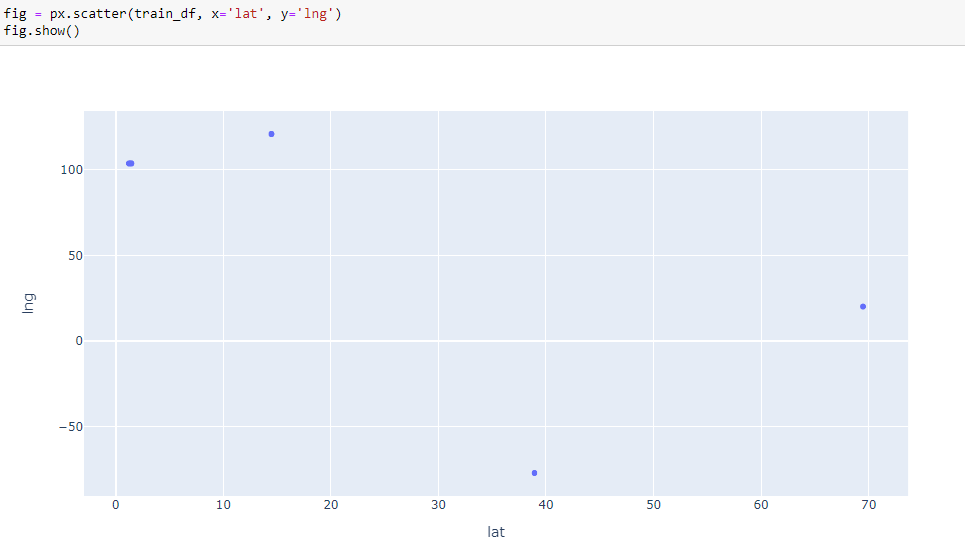 fig = px.scatter(train_df, x='lat', y='lng')
fig.show()
100
50
lng
0
−50
0 10 20 30 40 50 60 70
lat